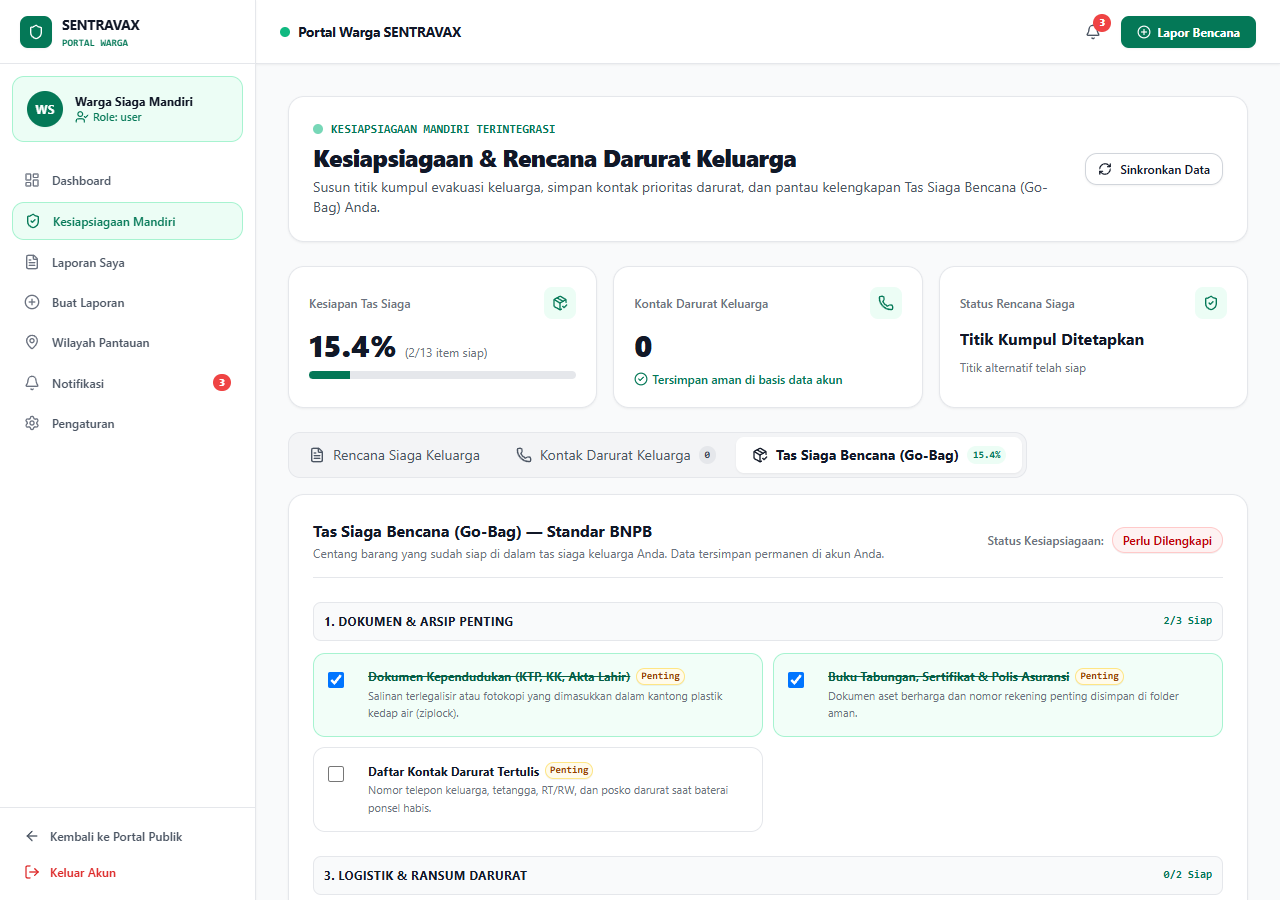 SENTRAVAX
PORTAL WARGA
WS
Warga Siaga Mandiri
Role: user
Dashboard
Kesiapsiagaan Mandiri
Laporan Saya
Buat Laporan
Wilayah Pantauan
Notifikasi
3
Pengaturan
Kembali ke Portal Publik
Keluar Akun
Portal Warga SENTRAVAX
3
Lapor Bencana
KESIAPSIAGAAN MANDIRI TERINTEGRASI
Kesiapsiagaan & Rencana Darurat Keluarga
Susun titik kumpul evakuasi keluarga, simpan kontak prioritas darurat, dan pantau kelengkapan Tas Siaga Bencana (Go-
Bag) Anda.
Sinkronkan Data
Kesiapan Tas Siaga
15.4% (2/13 item siap)
Kontak Darurat Keluarga
0
Tersimpan aman di basis data akun
Status Rencana Siaga
Titik Kumpul Ditetapkan
Titik alternatif telah siap
Rencana Siaga Keluarga
Kontak Darurat Keluarga 0
Tas Siaga Bencana (Go-Bag) 15.4%
Tas Siaga Bencana (Go-Bag) — Standar BNPB
Centang barang yang sudah siap di dalam tas siaga keluarga Anda. Data tersimpan permanen di akun Anda.
Status Kesiapsiagaan: Perlu Dilengkapi
1. DOKUMEN & ARSIP PENTING
2/3 Siap
Dokumen Kependudukan (KTP, KK, Akta Lahir) Penting
Salinan terlegalisir atau fotokopi yang dimasukkan dalam kantong plastik
kedap air (ziplock).
Buku Tabungan, Sertifikat & Polis Asuransi Penting
Dokumen aset berharga dan nomor rekening penting disimpan di folder
aman.
Daftar Kontak Darurat Tertulis Penting
Nomor telepon keluarga, tetangga, RT/RW, dan posko darurat saat baterai
ponsel habis.
3. LOGISTIK & RANSUM DARURAT
0/2 Siap